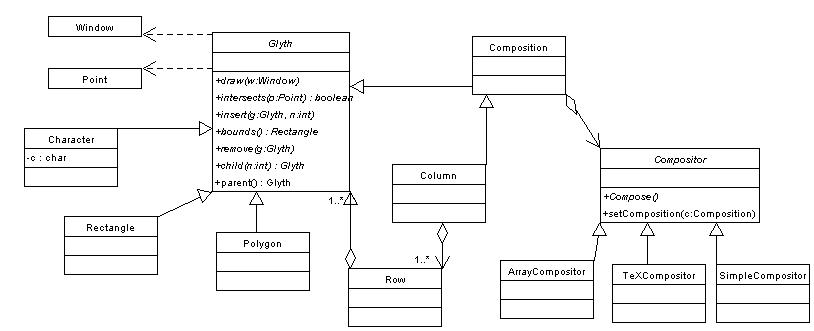 Window
Point
Glyth
+draw(w:Window)
+intersects(p:Point) : boolean
+insert(g:Glyth, n:int)
+bounds() : Rectangle
+remove(g:Glyth)
+child(n:int) : Glyth
+parent() : Glyth
Composition
Character
-c : char
Compositor
+Compose()
+setComposition(c:Composition)
Column
Rectangle
Polygon
1..*
1..*
Row
ArrayCompositor
TeXCompositor
SimpleCompositor